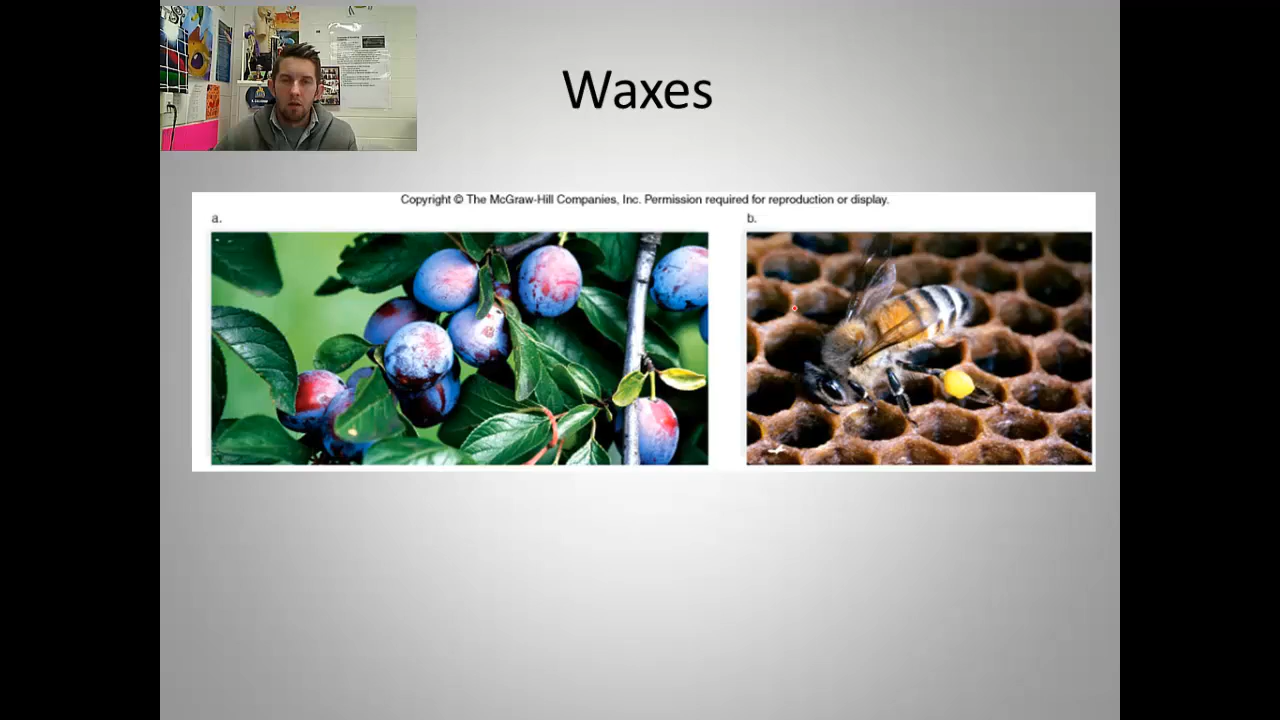 Waxes
Copyright © The McGraw-Hill Companies, Inc. Permission required for reproduction or display.
a.
b.